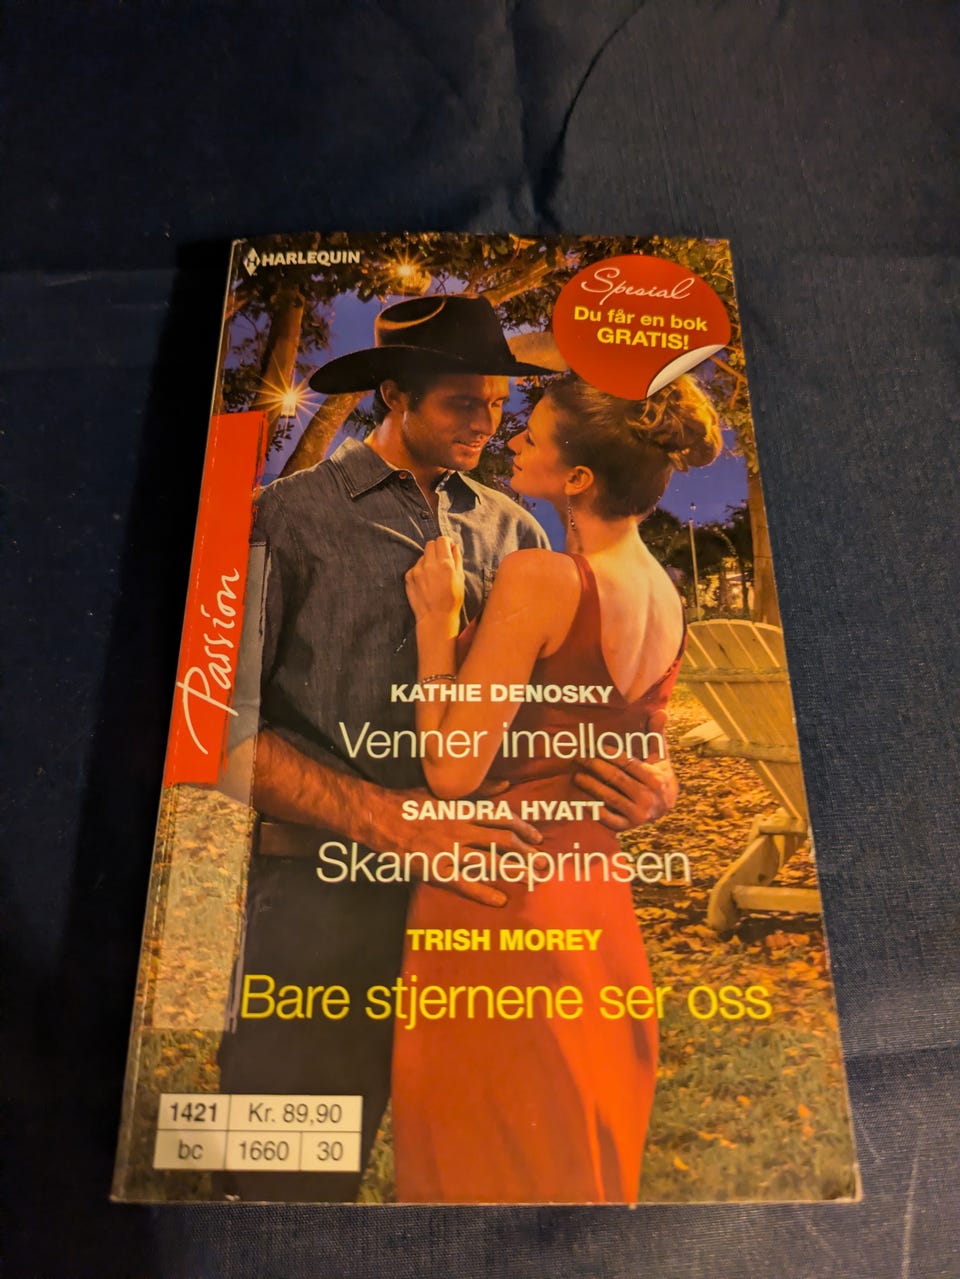 HARLEQUIN
Spesial
Du får en bok
GRATIS!
Passion
KATHIE DENOSKY
Venner imellom
SANDRA HYATT
Skandaleprinsen
TRISH MOREY
Bare stjernene ser oss
1421 Kr. 89,90
bc 1660 30